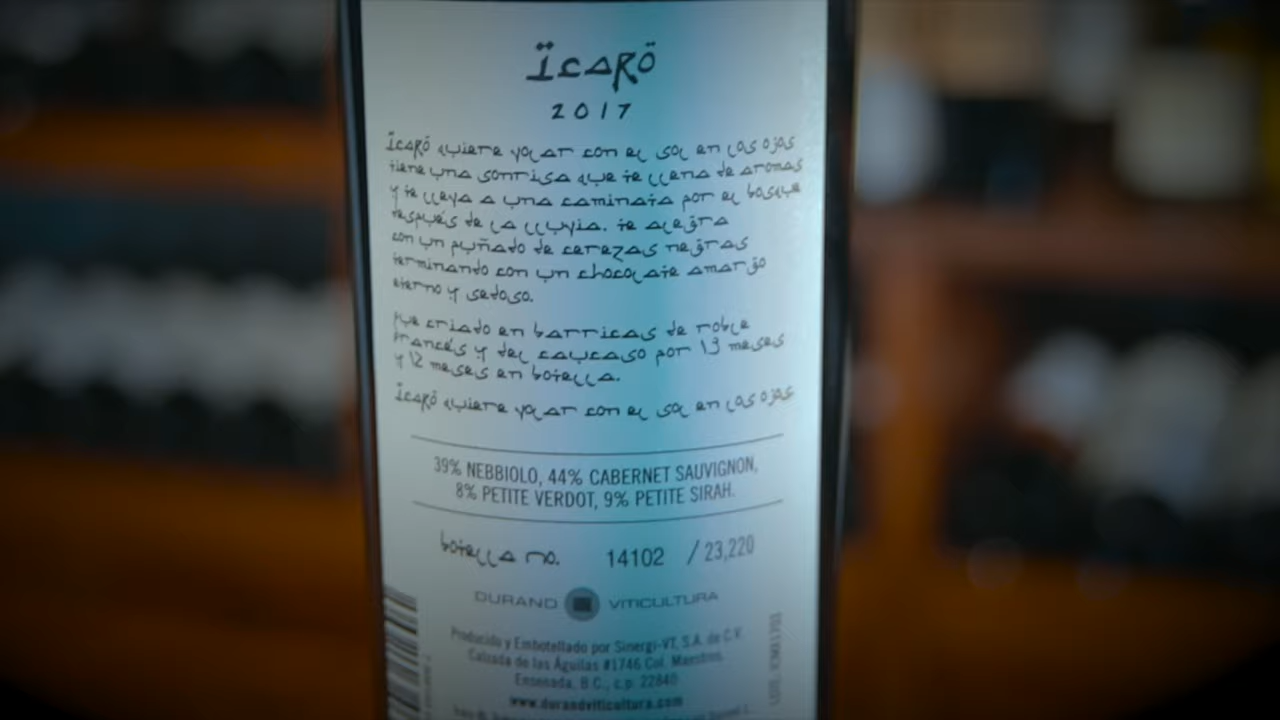 Ïcarö
2017
Ïcarö quiere volar con el sol en los ojos
tiene una sonrisa que te llena de aromas
y te lleva a una caminata por el bosque
después de la lluvia. te alegra
con un puñado de cerezas negras
terminando con un chocolate amargo
eterno y sedoso.
Fue criado en barricas de roble
francés y del caucaso por 13 meses
y 12 meses en botella.
Ïcarö quiere volar con el sol en los ojos
39% NEBBIOLO, 44% CABERNET SAUVIGNON,
8% PETITE VERDOT, 9% PETITE SIRAH.
botella no. 14102 / 23,220
DURAND VITICULTURA
Producido y Embotellado por Sinergi-VT, S.A. de C.V.
Calzada de las Águilas #1746 Col. Maestros,
Ensenada, B.C., c.p. 22840
www.durandviticultura.com